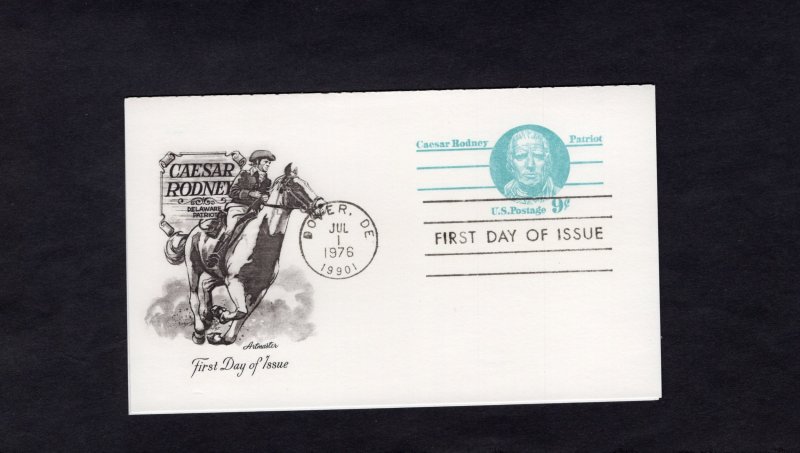 CAESAR
RODNEY
DELAWARE
PATRIOT
DOVER, DE
JUL
1
1976
19901
Artmaster
First Day of Issue
Caesar Rodney Patriot
U.S. Postage 9¢
FIRST DAY OF ISSUE